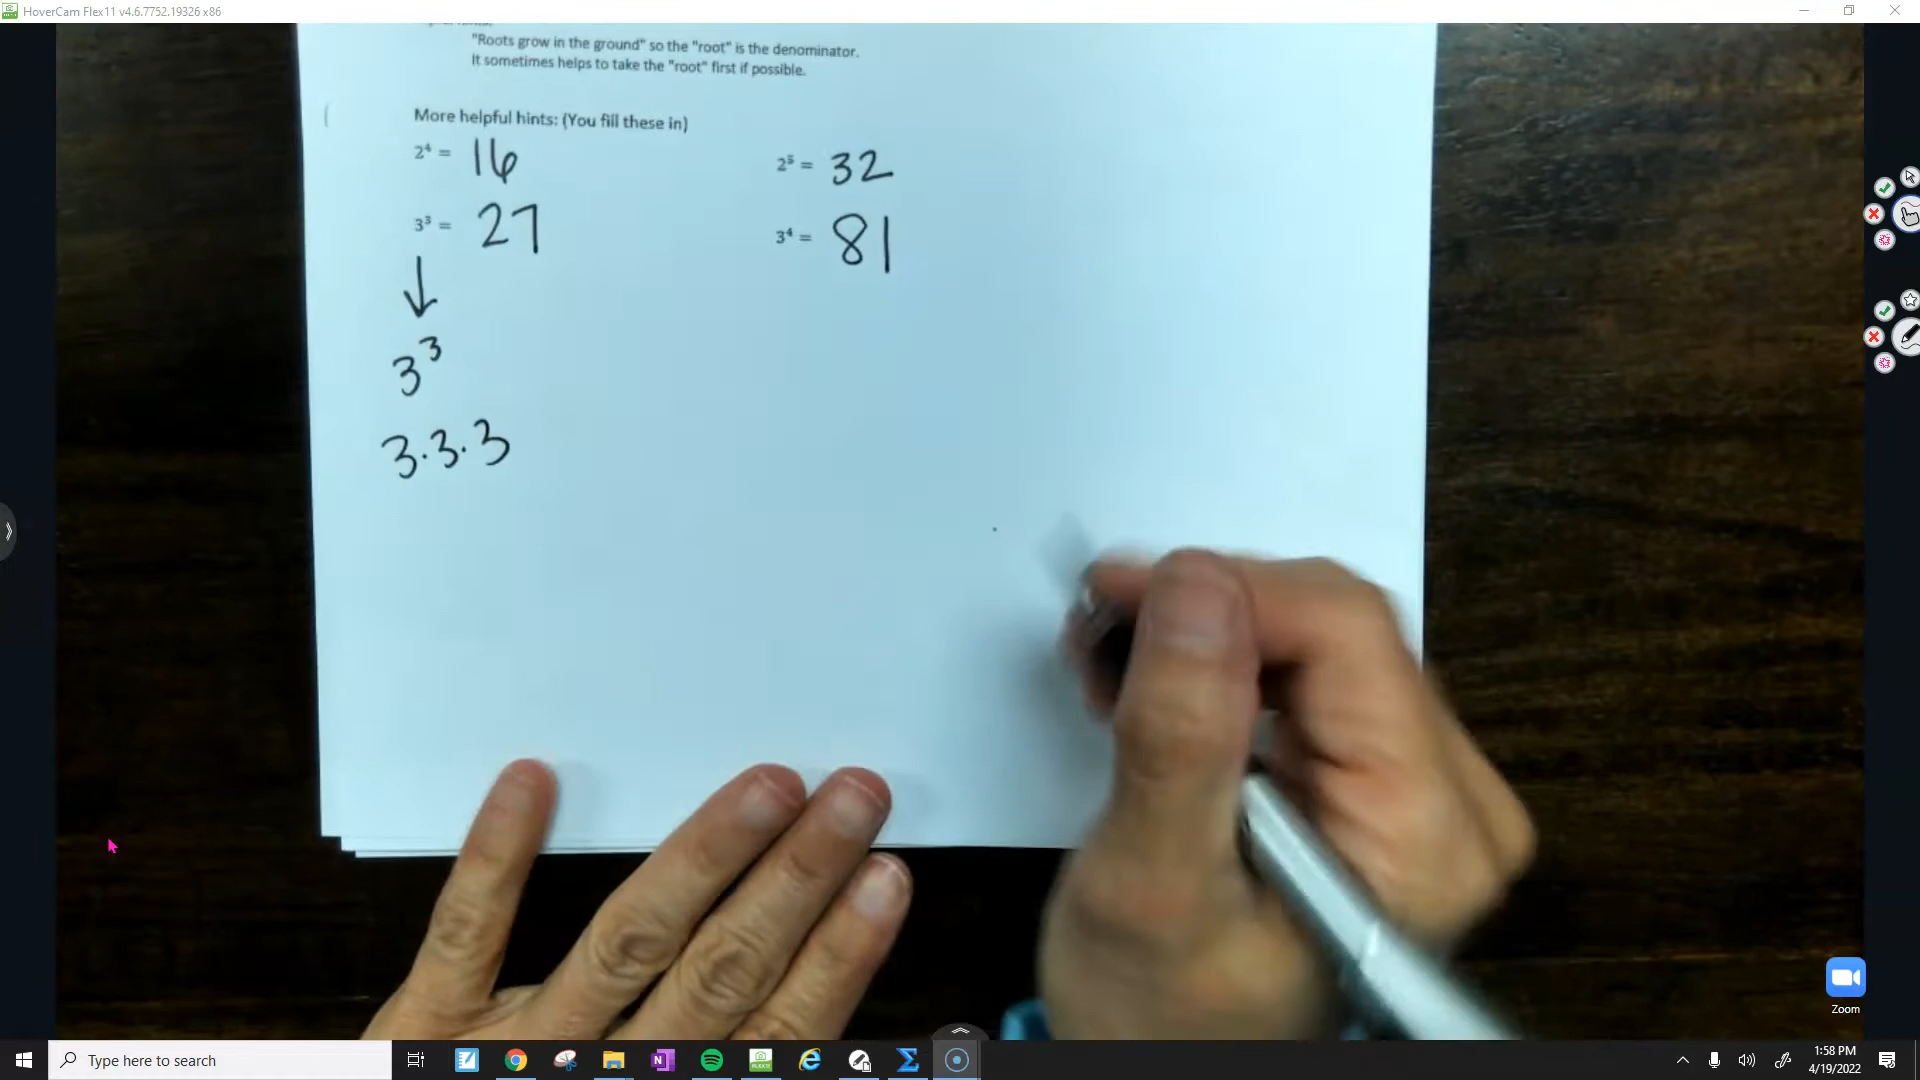 HoverCam Flex11 v4.6.7752.19326 x86
"Roots grow in the ground" so the "root" is the denominator.
It sometimes helps to take the "root" first if possible.
More helpful hints: (You fill these in)
2⁴ = 16
2⁵ = 32
3³ = 27
3⁴ = 81
↓
3³
3·3·3
Zoom
Type here to search
1:58 PM
4/19/2022